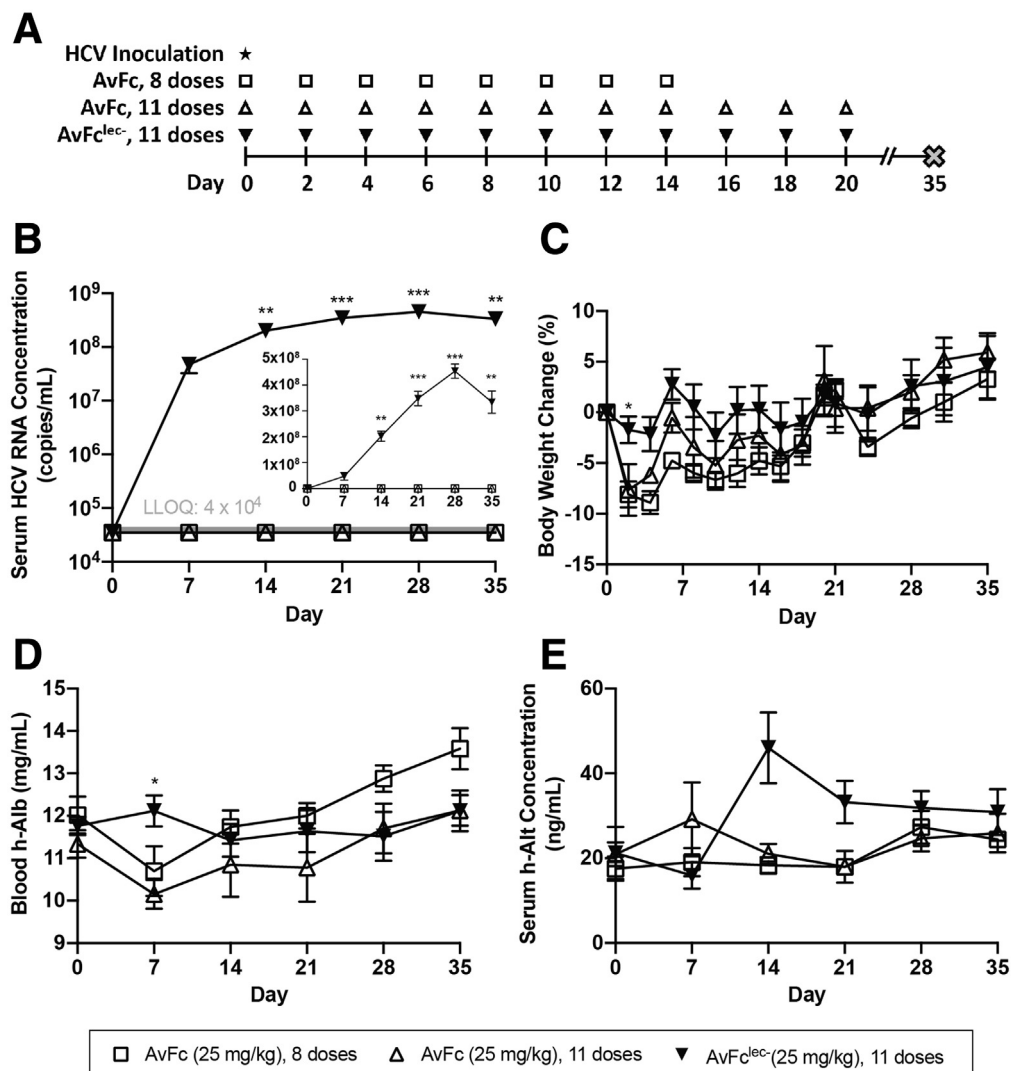 A
HCV Inoculation
AvFc, 8 doses
AvFc, 11 doses
AvFclec-, 11 doses
Day 0 2 4 6 8 10 12 14 16 18 20 35
B
Serum HCV RNA Concentration
(copies/mL)
10⁹
10⁸
10⁷
10⁶
10⁵
10⁴
** *** *** **
5x10⁸
4x10⁸
3x10⁸
2x10⁸
1x10⁸
0
** *** *** **
0 7 14 21 28 35
LLOQ: 4 x 10⁴
0 7 14 21 28 35
Day
C
Body Weight Change (%)
10
5
0
-5
-10
-15
*
0 7 14 21 28 35
Day
D
Blood h-Alb (mg/mL)
15
14
13
12
11
10
9
*
0 7 14 21 28 35
Day
E
Serum h-Alt Concentration
(ng/mL)
60
40
20
0
0 7 14 21 28 35
Day
AvFc (25 mg/kg), 8 doses AvFc (25 mg/kg), 11 doses AvFclec-(25 mg/kg), 11 doses